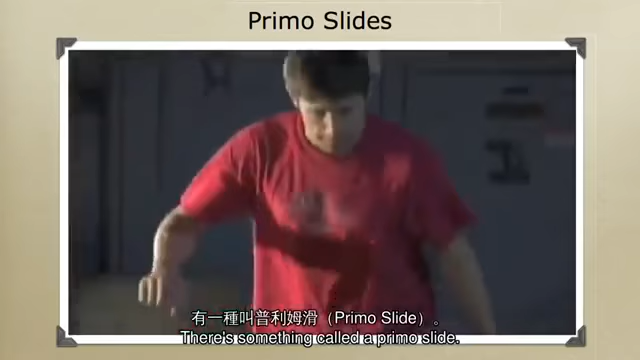 Primo Slides
有一種叫普利姆滑（Primo Slide）。
There's something called a primo slide.